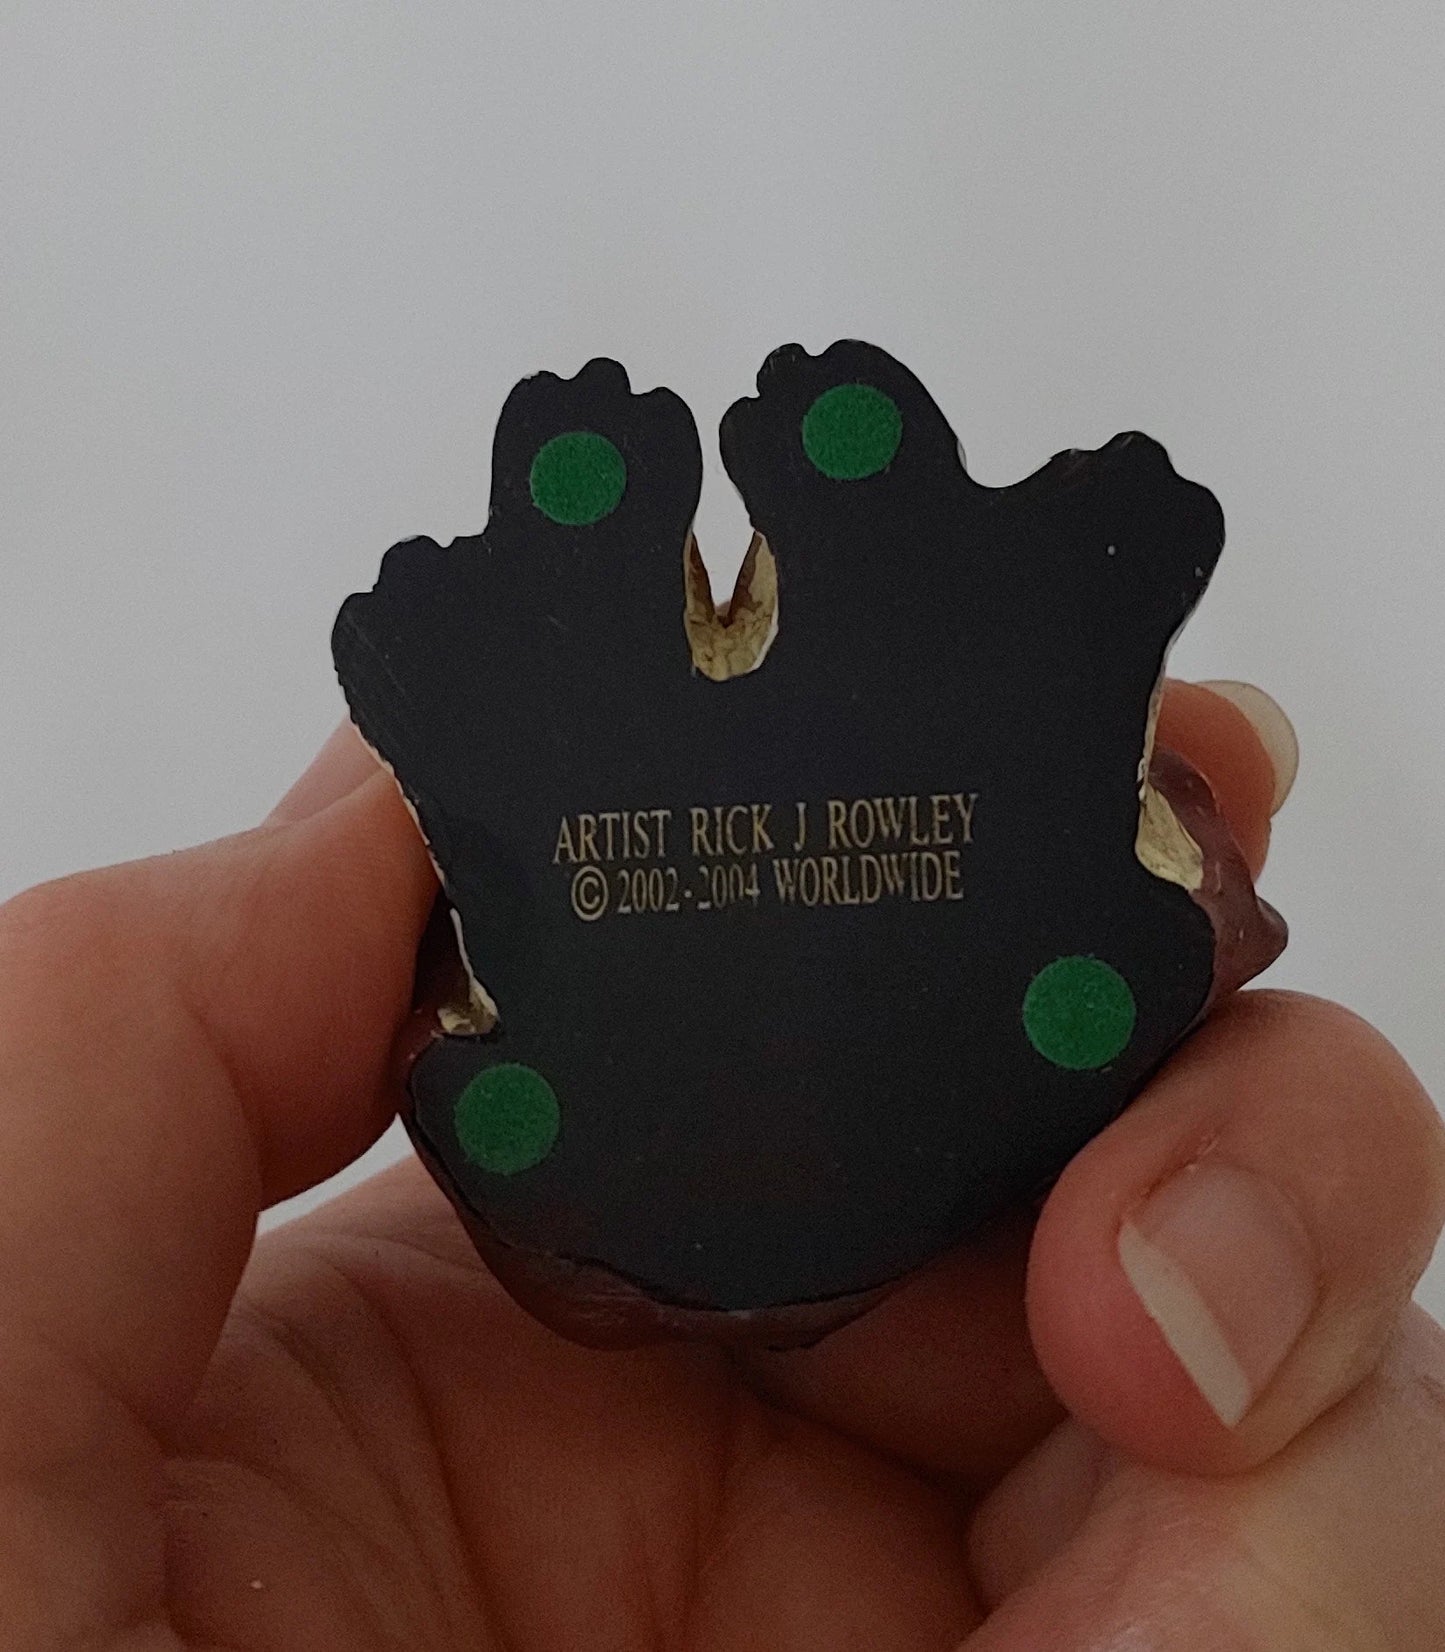 ARTIST RICK J ROWLEY
© 2002-2004 WORLDWIDE